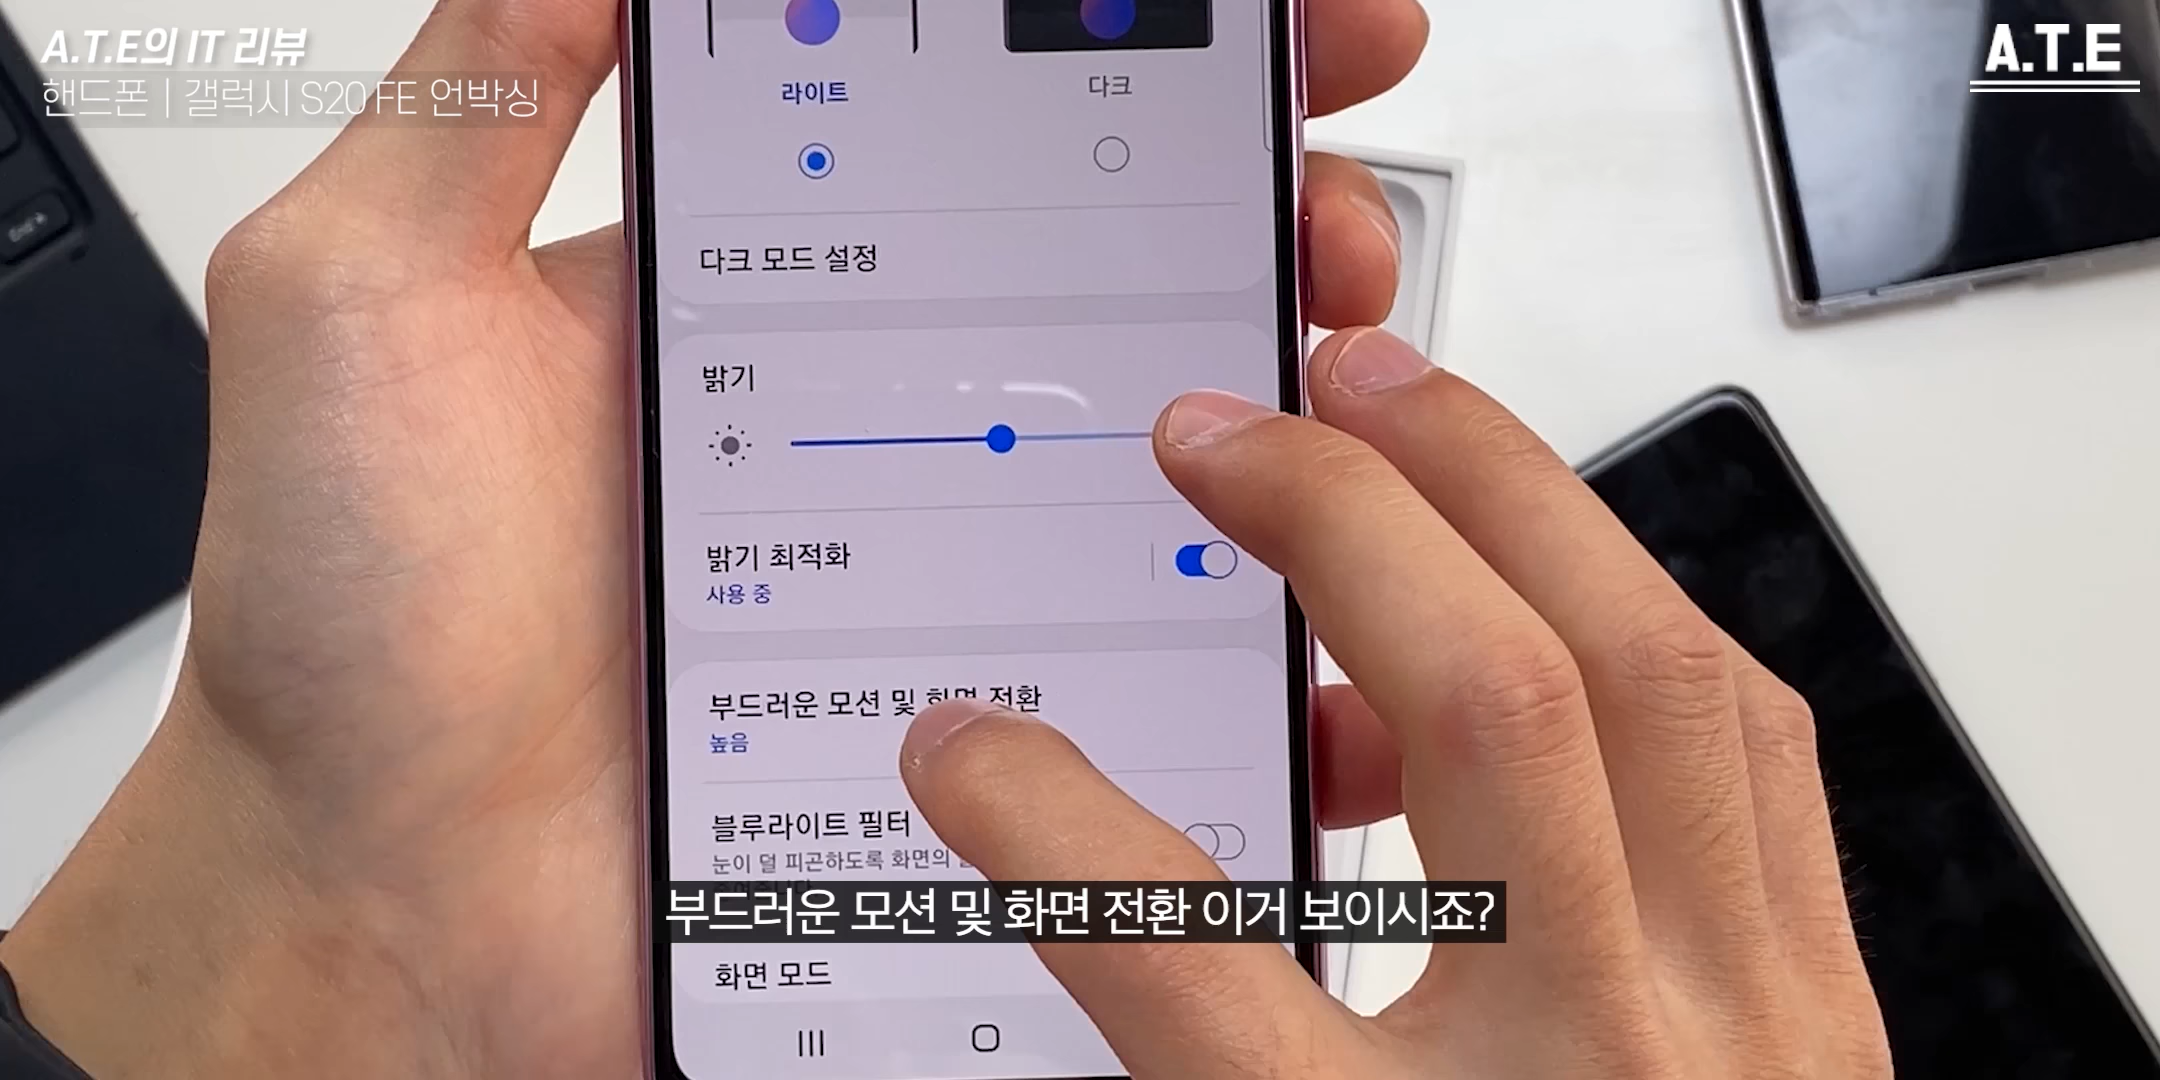 A.T.E의 IT 리뷰
핸드폰 | 갤럭시 S20 FE 언박싱
A.T.E
라이트
다크
다크 모드 설정
밝기
밝기 최적화
사용 중
부드러운 모션 및 화면 전환
높음
블루라이트 필터
눈이 덜 피곤하도록 화면의
부드러운 모션 및 화면 전환 이거 보이시죠?
화면 모드
End